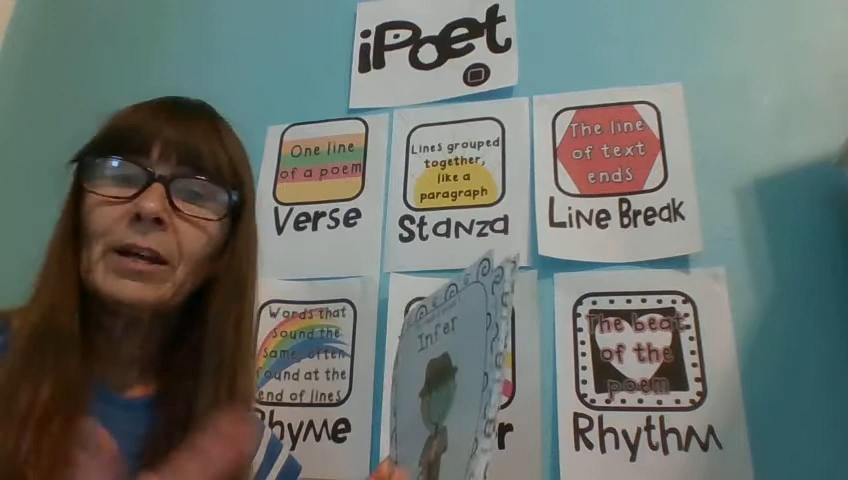 iPoet
One line
of a poem
Verse
Lines grouped
together,
like a
paragraph
Stanza
The line
of text
ends
Line Break
Words that
sound the
same, often
found at the
end of lines
Rhyme
Infer
The beat
of the
poem
Rhythm